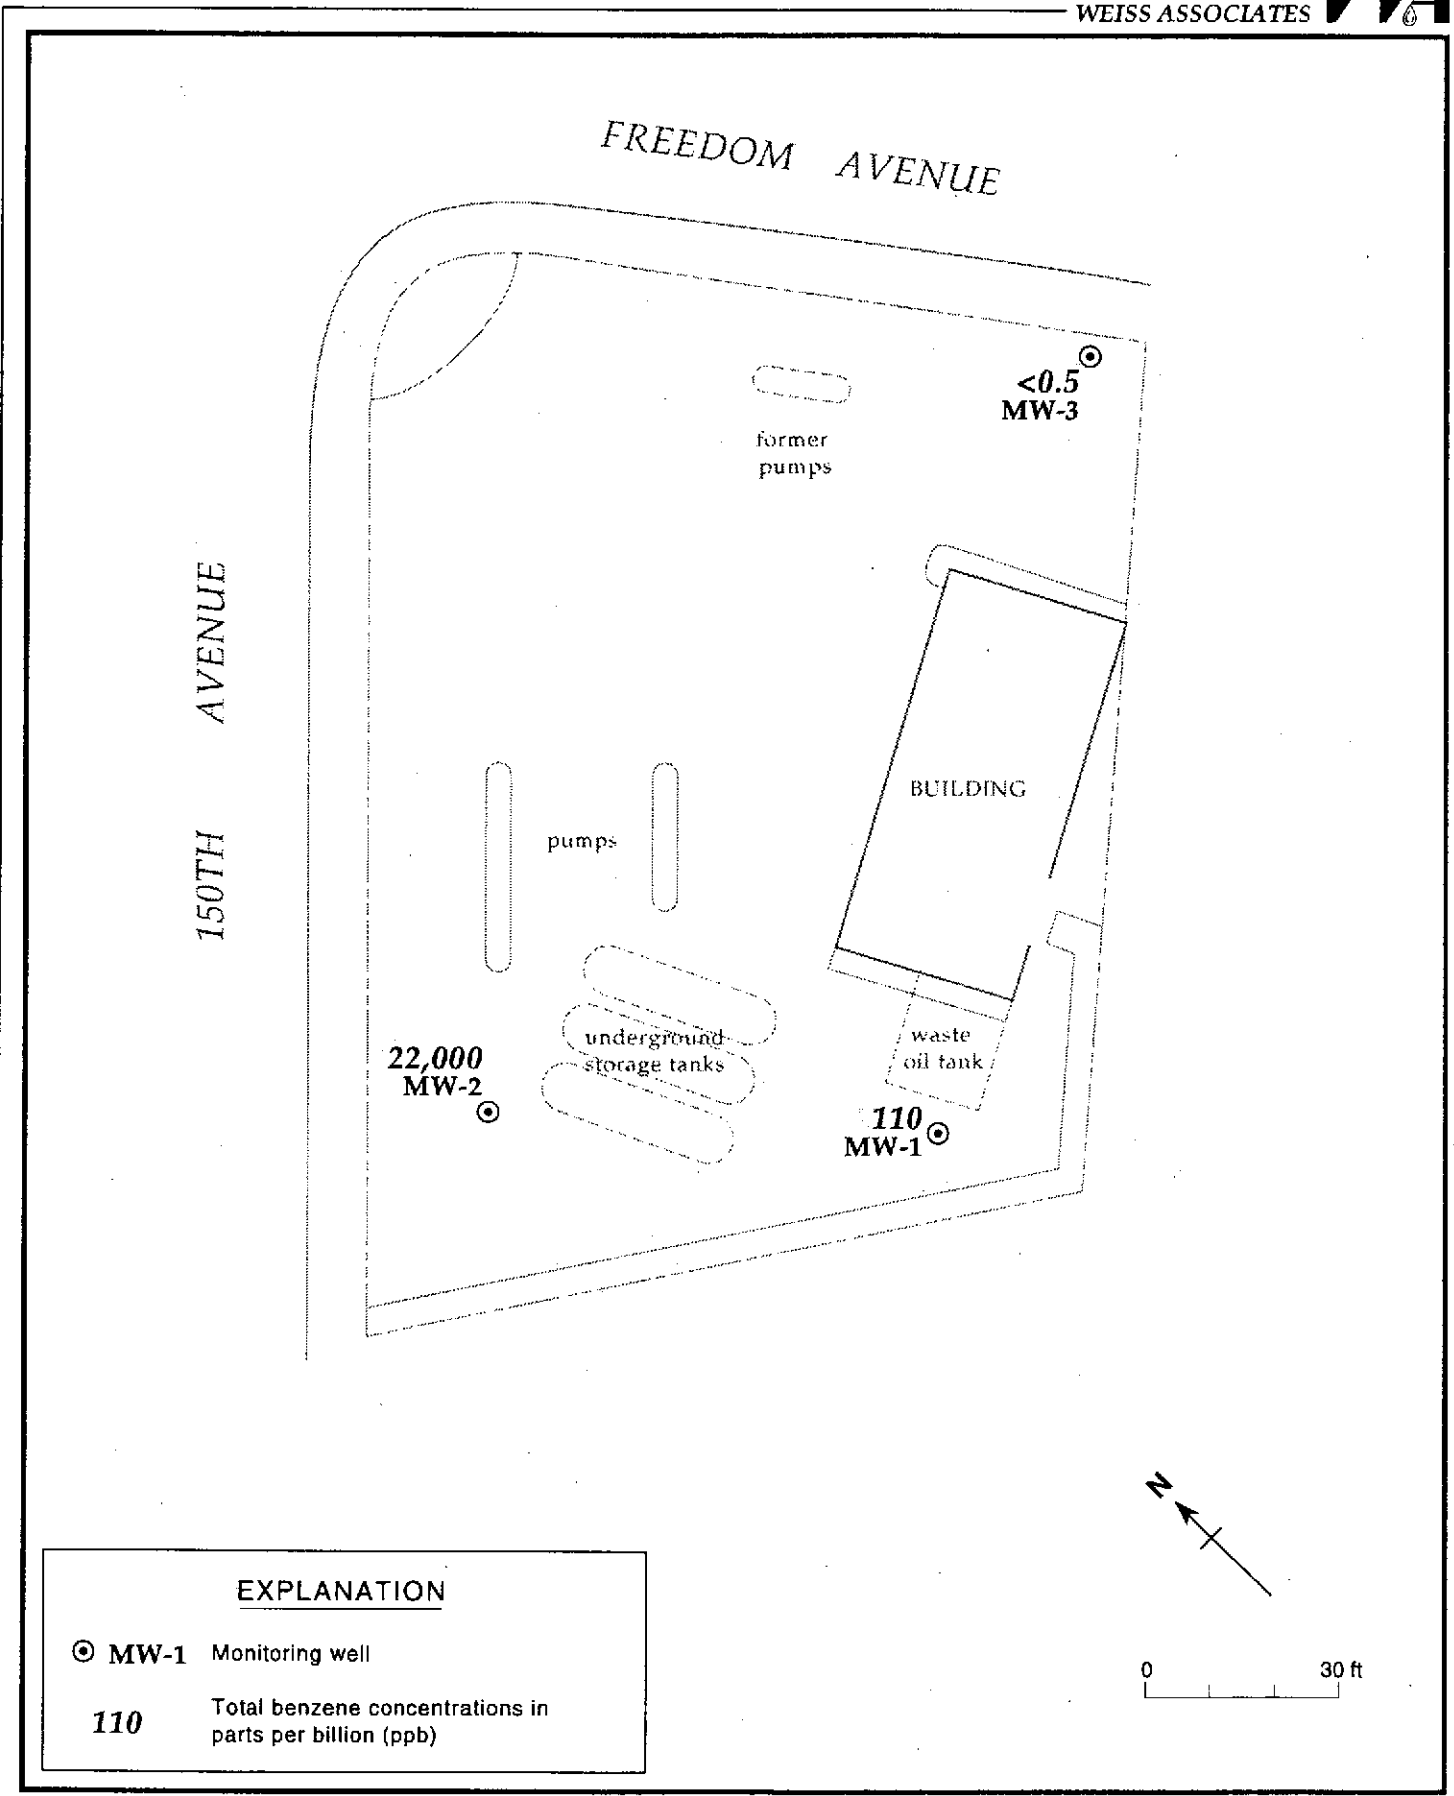 WEISS ASSOCIATES
FREEDOM AVENUE
<0.5
MW-3
former
pumps
150TH AVENUE
BUILDING
pumps
underground
storage tanks
waste
oil tank
22,000
MW-2
110
MW-1
N
EXPLANATION
MW-1 Monitoring well
110 Total benzene concentrations in
parts per billion (ppb)
0 30 ft